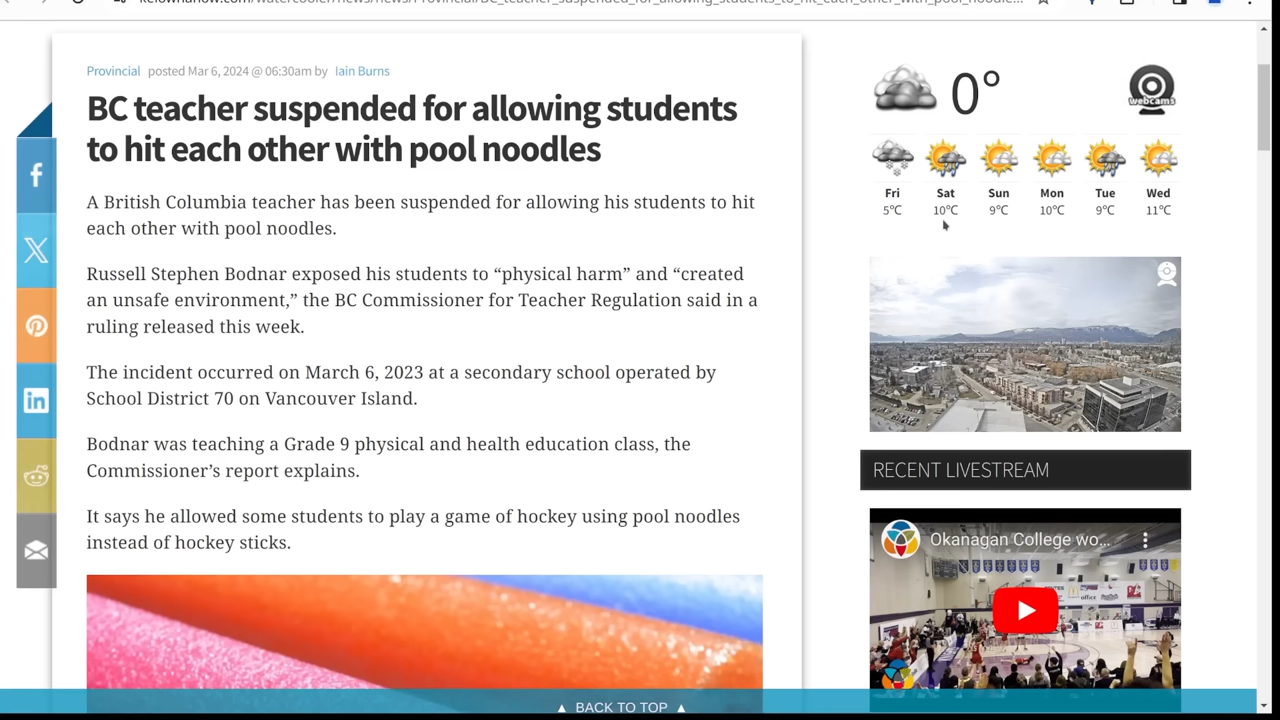 Provincial posted Mar 6, 2024 @ 06:30am by Iain Burns
BC teacher suspended for allowing students
to hit each other with pool noodles
A British Columbia teacher has been suspended for allowing his students to hit
each other with pool noodles.
Russell Stephen Bodnar exposed his students to “physical harm” and “created
an unsafe environment,” the BC Commissioner for Teacher Regulation said in a
ruling released this week.
The incident occurred on March 6, 2023 at a secondary school operated by
School District 70 on Vancouver Island.
Bodnar was teaching a Grade 9 physical and health education class, the
Commissioner’s report explains.
It says he allowed some students to play a game of hockey using pool noodles
instead of hockey sticks.
0°
webcams
Fri Sat Sun Mon Tue Wed
5°C 10°C 9°C 10°C 9°C 11°C
RECENT LIVESTREAM
Okanagan College wo...
▲ BACK TO TOP ▲